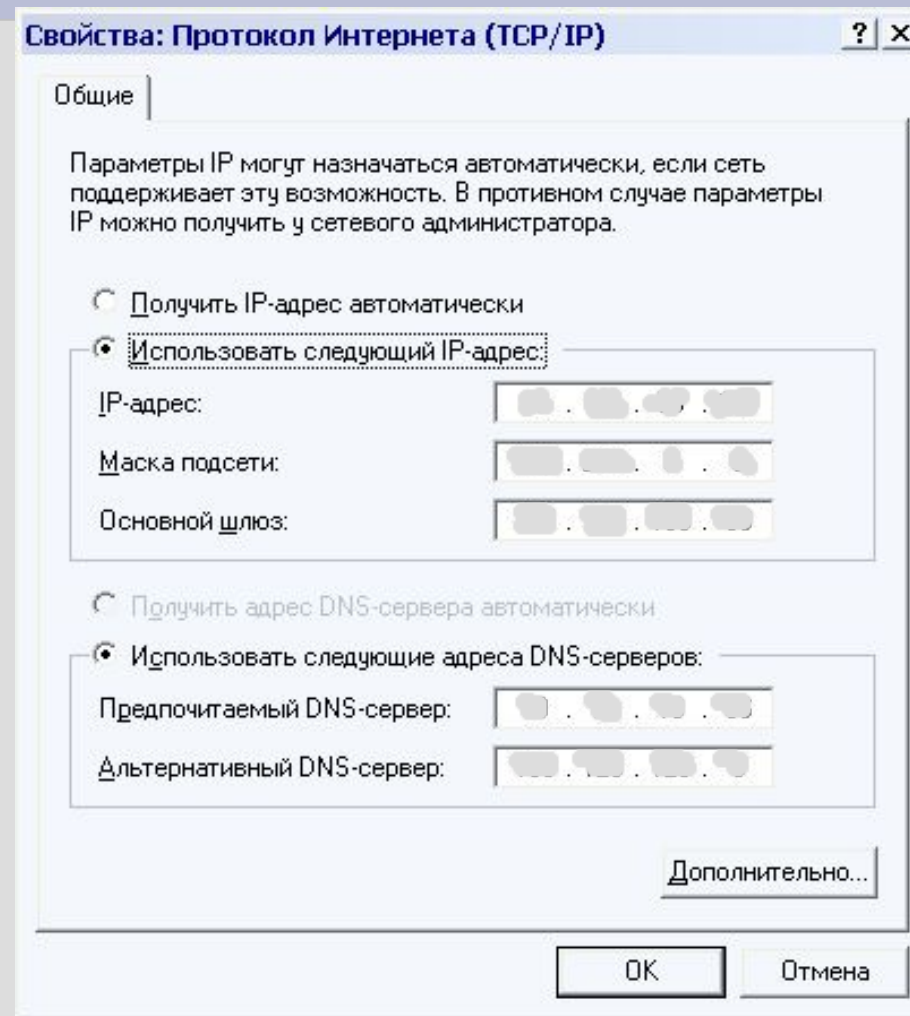 Свойства: Протокол Интернета (TCP/IP)
? ×
Общие
Параметры IP могут назначаться автоматически, если сеть
поддерживает эту возможность. В противном случае параметры
IP можно получить у сетевого администратора.
Получить IP-адрес автоматически
Использовать следующий IP-адрес:
IP-адрес:
Маска подсети:
Основной шлюз:
Получить адрес DNS-сервера автоматически
Использовать следующие адреса DNS-серверов:
Предпочитаемый DNS-сервер:
Альтернативный DNS-сервер:
Дополнительно...
OK Отмена